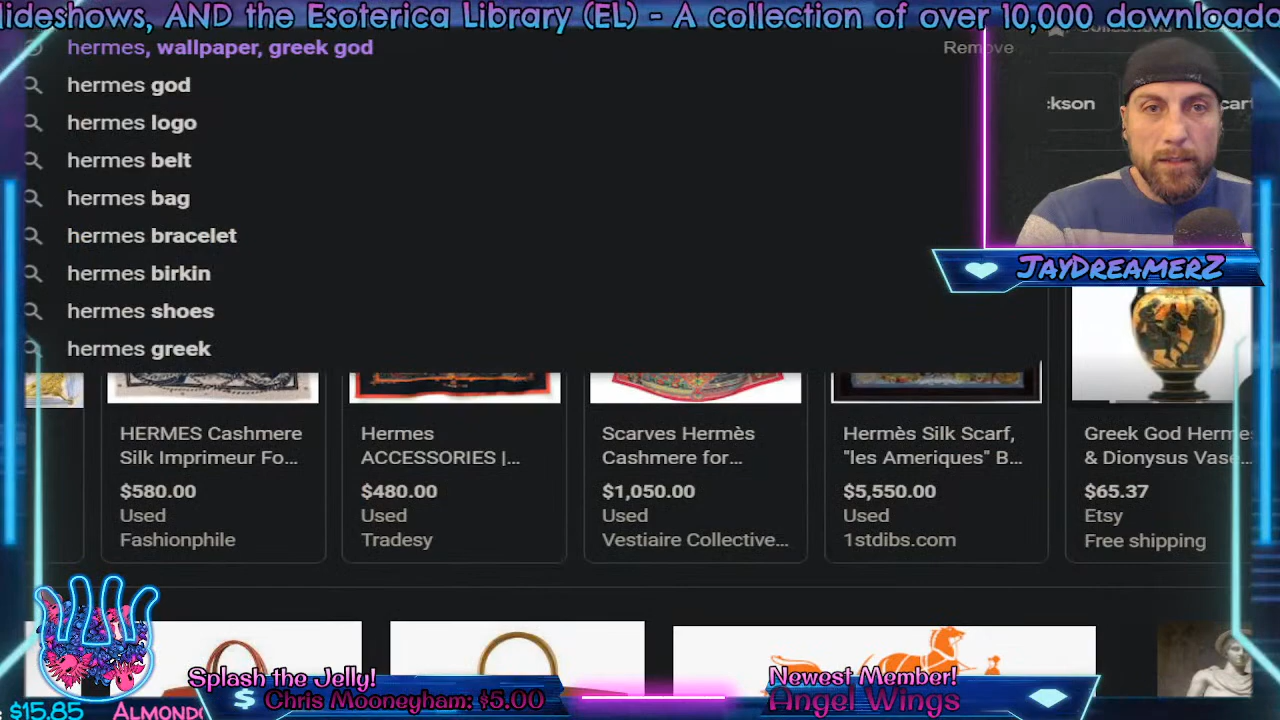 lideshows, AND the Esoterica Library (EL) - A collection of over 10,000 downloada
hermes, wallpaper, greek god
Remove
hermes god
hermes logo
hermes belt
hermes bag
hermes bracelet
hermes birkin
hermes shoes
hermes greek
ckson
cart
JayDreamerZ
HERMES Cashmere
Silk Imprimeur Fo...
$580.00
Used
Fashionphile
Hermes
ACCESSORIES |...
$480.00
Used
Tradesy
Scarves Hermès
Cashmere for...
$1,050.00
Used
Vestiaire Collective...
Hermès Silk Scarf,
"les Ameriques" B...
$5,550.00
Used
1stdibs.com
Greek God Hermes
& Dionysus Vase...
$65.37
Etsy
Free shipping
Splash the Jelly!
$ Chris Mooneyham: $5.00
Newest Member!
Angel Wings
: $15.85 Almond